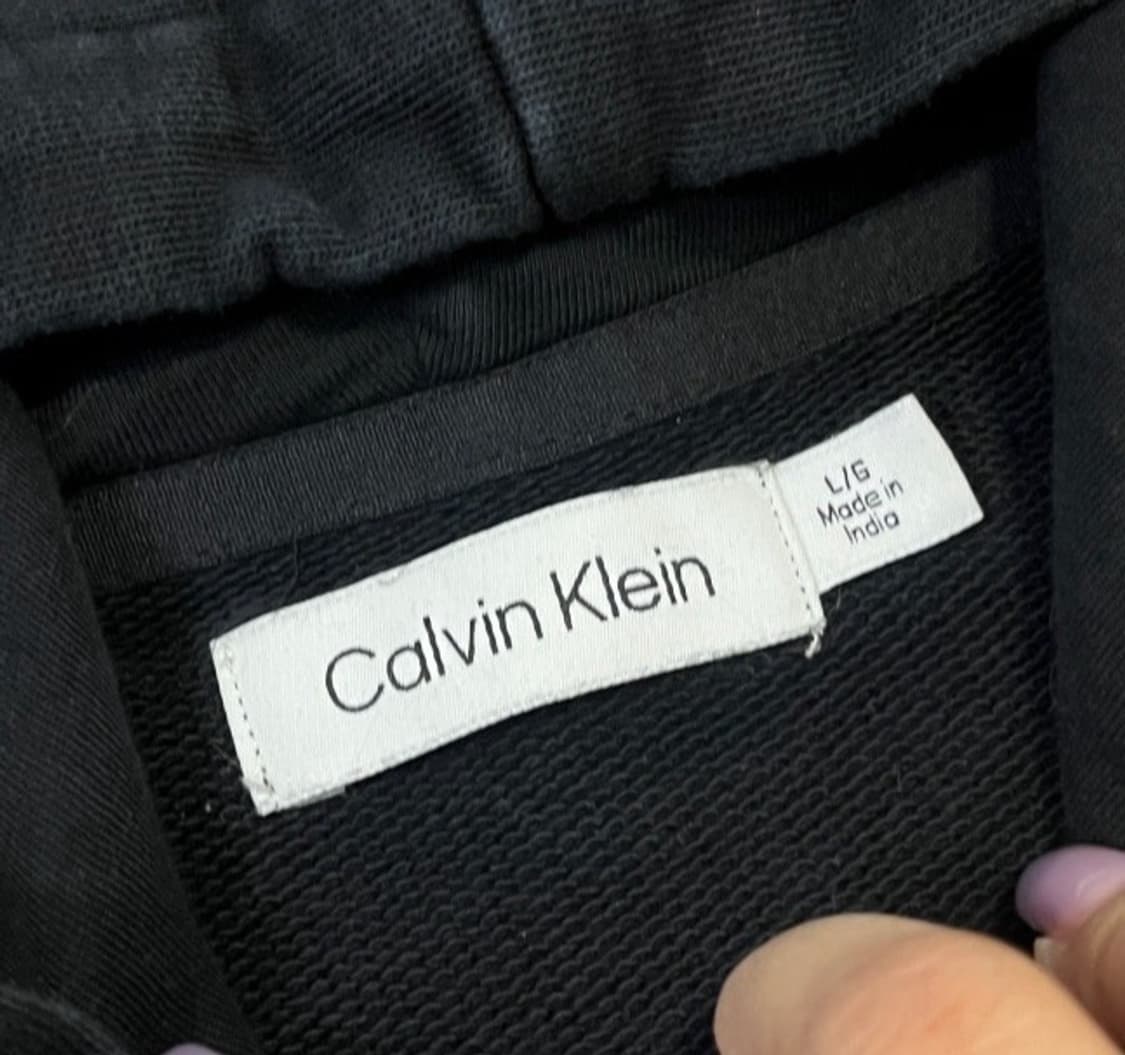 Calvin Klein
L/G
Made in
India